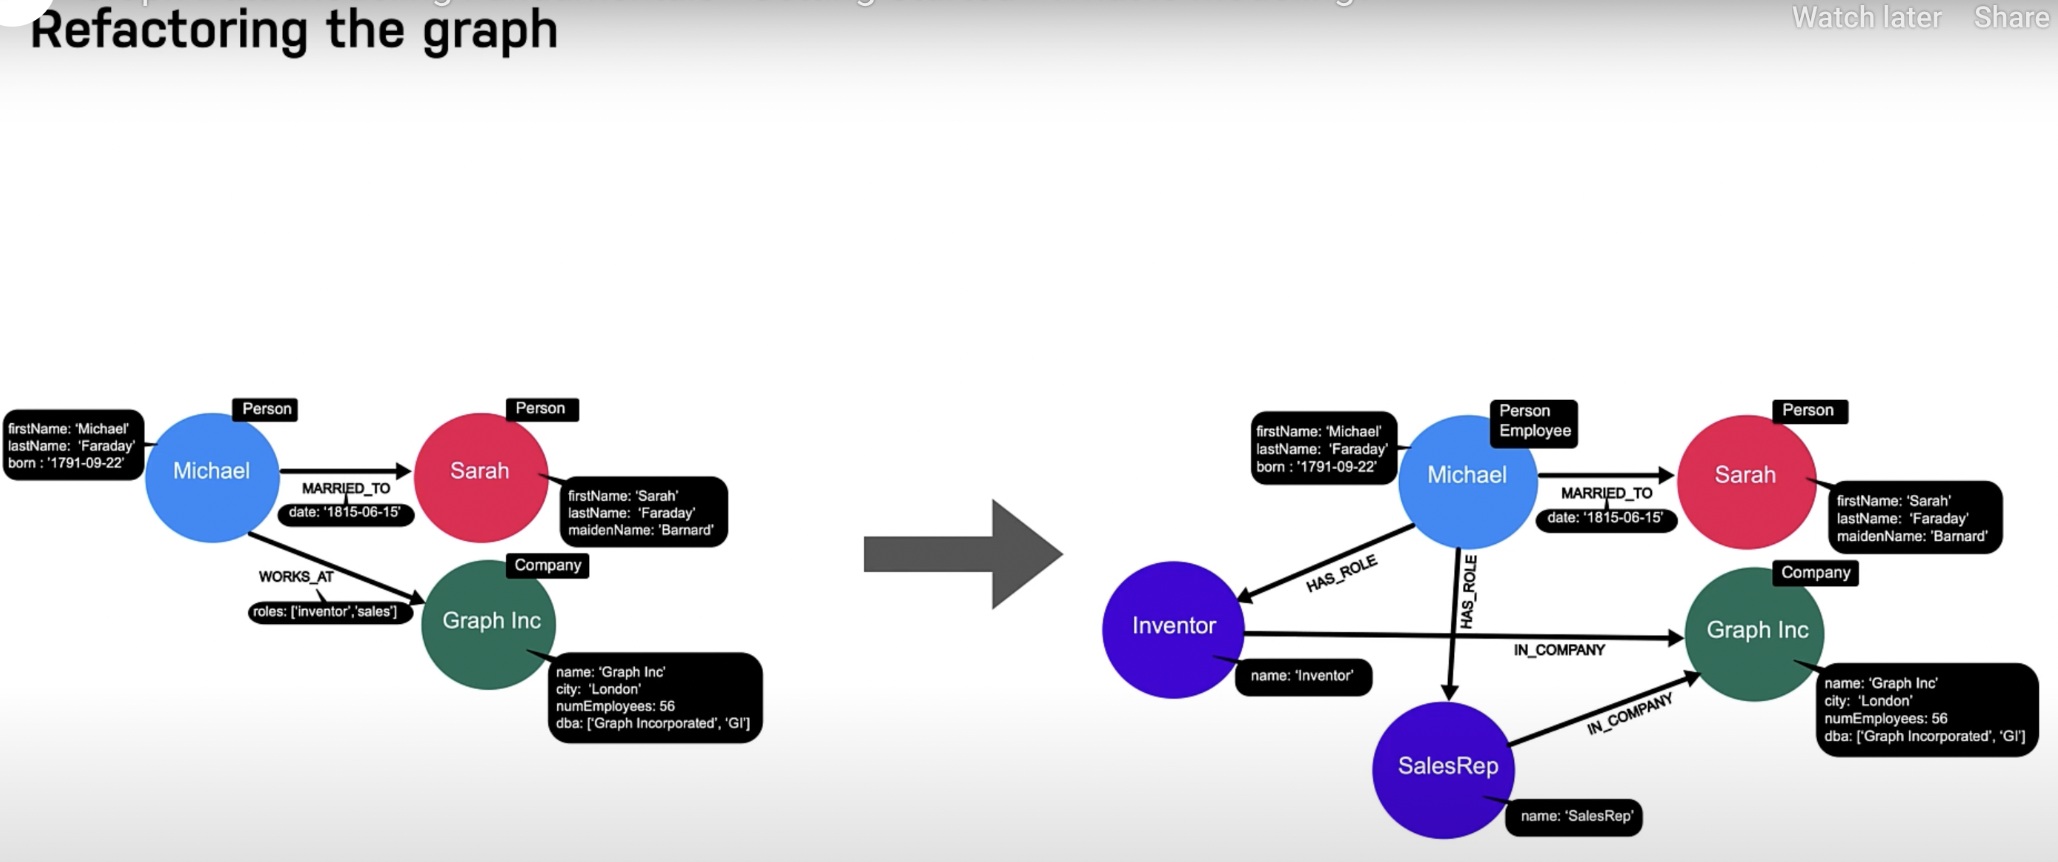 Refactoring the graph
Watch later
Share
Person
firstName: 'Michael'
lastName: 'Faraday'
born : '1791-09-22'
Michael
MARRIED_TO
date: '1815-06-15'
Person
Sarah
firstName: 'Sarah'
lastName: 'Faraday'
maidenName: 'Barnard'
WORKS_AT
roles: ['inventor','sales']
Company
Graph Inc
name: 'Graph Inc'
city: 'London'
numEmployees: 56
dba: ['Graph Incorporated', 'GI']
Person
Employee
firstName: 'Michael'
lastName: 'Faraday'
born : '1791-09-22'
Michael
MARRIED_TO
date: '1815-06-15'
Person
Sarah
firstName: 'Sarah'
lastName: 'Faraday'
maidenName: 'Barnard'
HAS_ROLE
HAS_ROLE
Inventor
name: 'Inventor'
IN_COMPANY
Company
Graph Inc
name: 'Graph Inc'
city: 'London'
numEmployees: 56
dba: ['Graph Incorporated', 'GI']
IN_COMPANY
SalesRep
name: 'SalesRep'